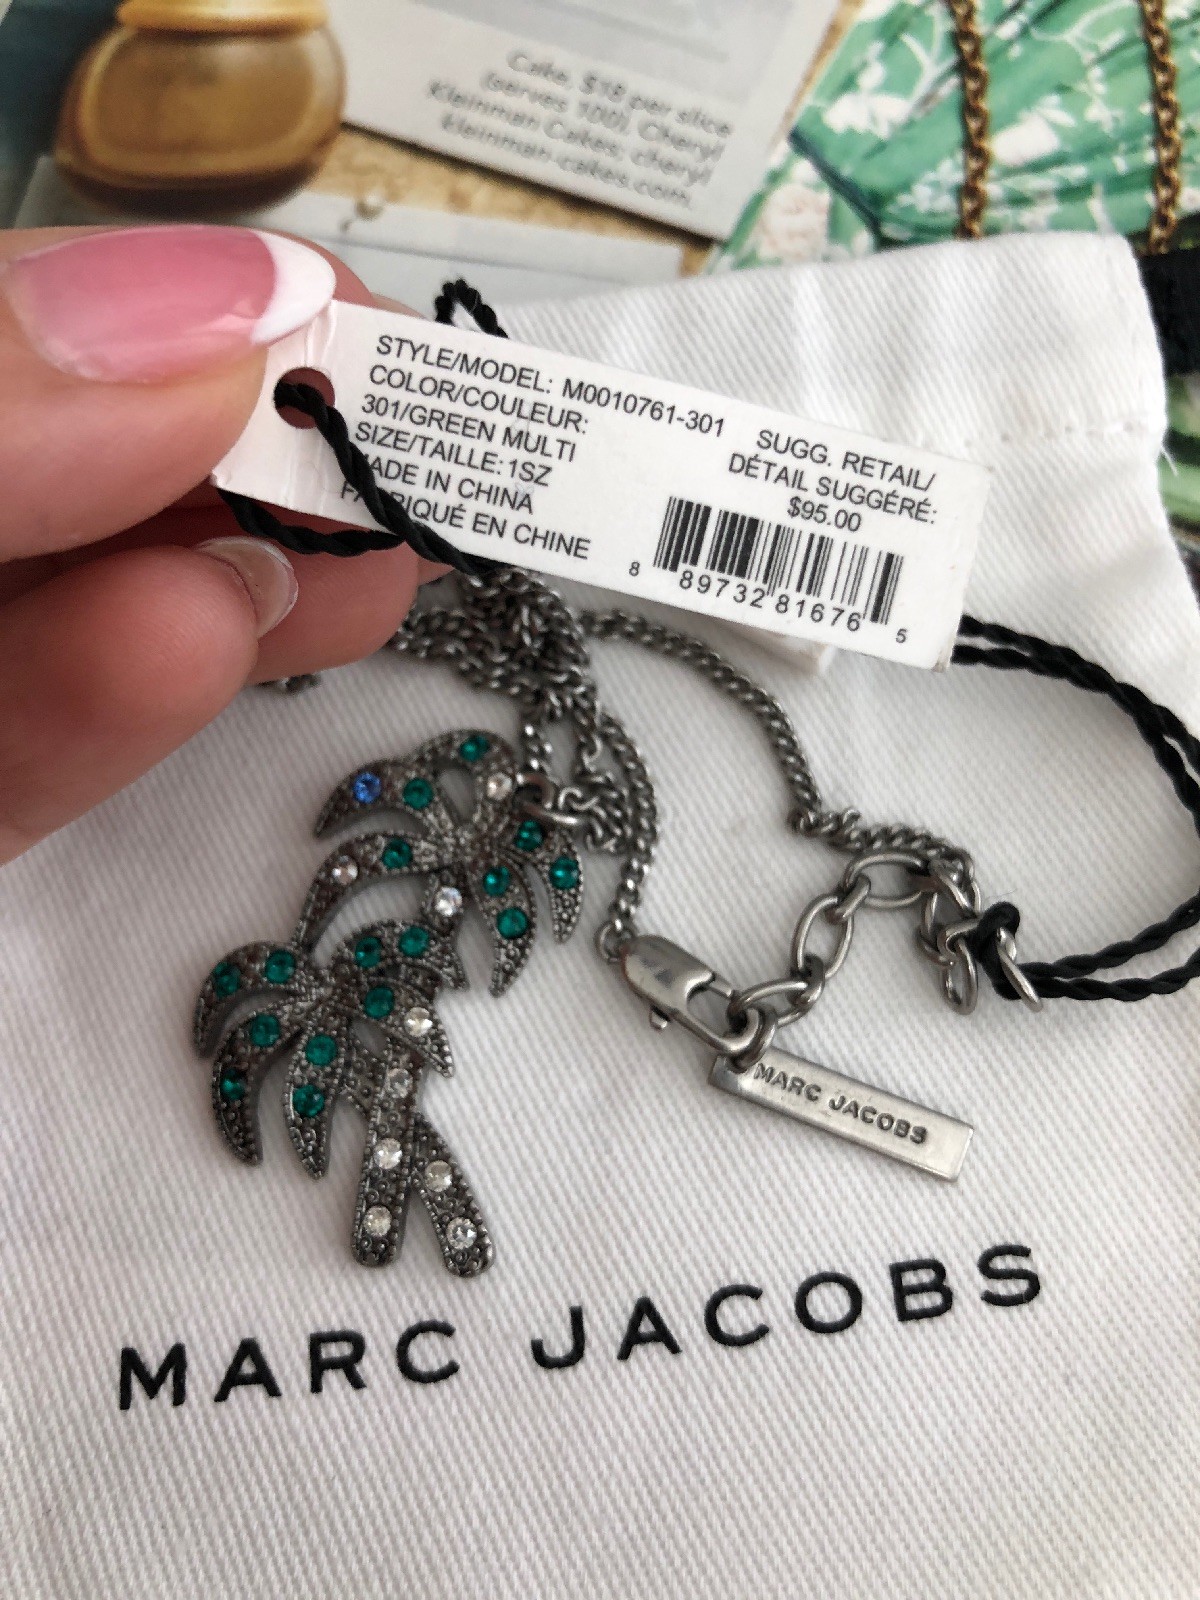 Cake, $18 per slice
(serves 100), Cheryl
Kleinman Cakes; cheryl
kleinman-cakes.com.
STYLE/MODEL: M0010761-301
COLOR/COULEUR:
301/GREEN MULTI
SIZE/TAILLE: 1SZ
MADE IN CHINA
FABRIQUÉ EN CHINE
SUGG. RETAIL/
DÉTAIL SUGGÉRÉ:
$95.00
8 89732 81676 5
MARC JACOBS
MARC JACOBS